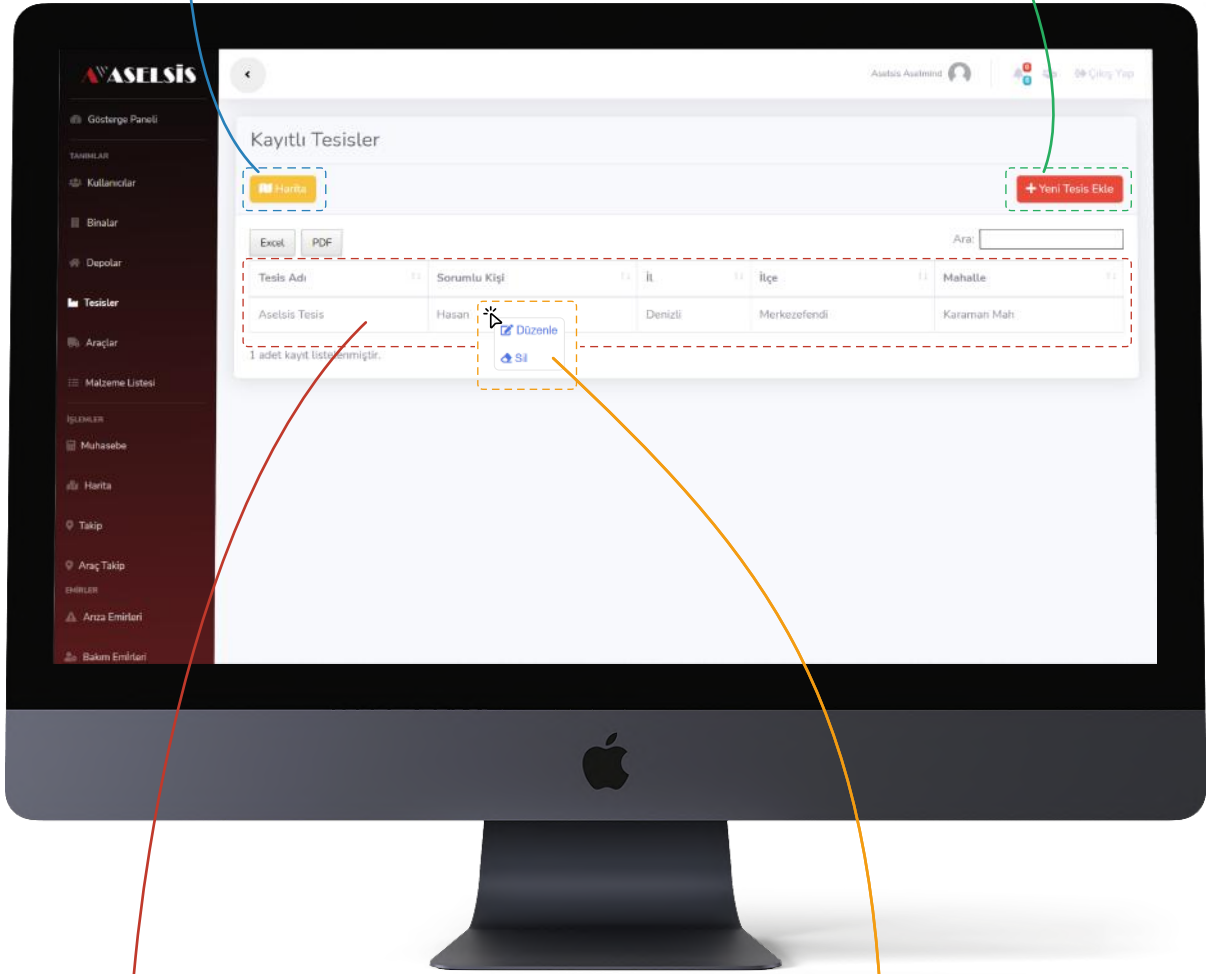 ASELSİS
Gösterge Paneli
TANIMLAR
Kullanıcılar
Binalar
Depolar
Tesisler
Araçlar
Malzeme Listesi
İŞLEMLER
Muhasebe
Harita
Takip
Araç Takip
EMİRLER
Arıza Emirleri
Bakım Emirleri
Aselsis Aselmind
0
0
Çıkış Yap
Kayıtlı Tesisler
Harita
Yeni Tesis Ekle
Excel PDF
Ara:
Tesis Adı Sorumlu Kişi İl İlçe Mahalle
Aselsis Tesis Hasan Denizli Merkezefendi Karaman Mah
Düzenle
Sil
1 adet kayıt listelenmiştir.